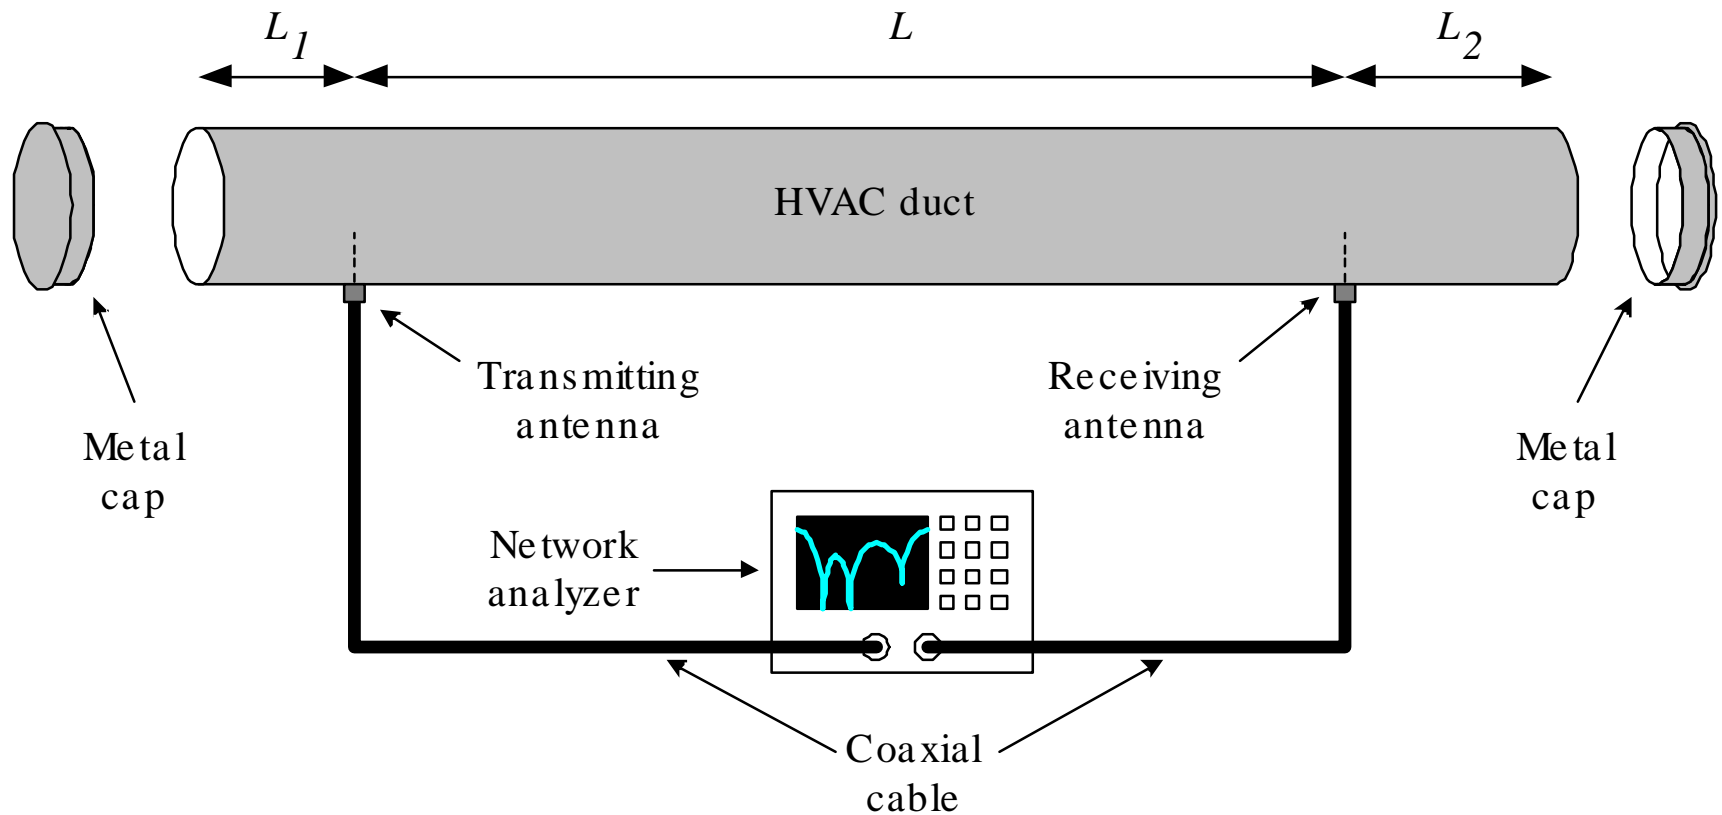 L1
L
L2
HVAC duct
Transmitting
antenna
Receiving
antenna
Metal
cap
Metal
cap
Network
analyzer
Coaxial
cable